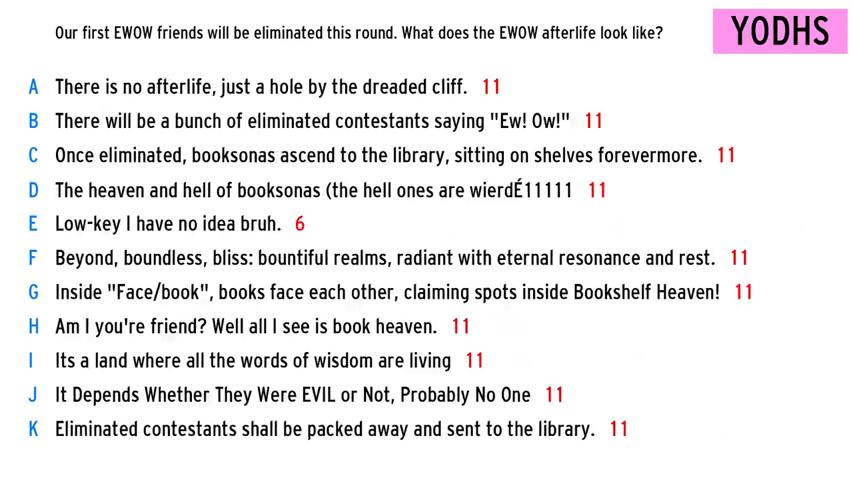 Our first EWOW friends will be eliminated this round. What does the EWOW afterlife look like?
YODHS
A There is no afterlife, just a hole by the dreaded cliff. 11
B There will be a bunch of eliminated contestants saying "Ew! Ow!" 11
C Once eliminated, booksonas ascend to the library, sitting on shelves forevermore. 11
D The heaven and hell of booksonas (the hell ones are wierdÉ11111 11
E Low-key I have no idea bruh. 6
F Beyond, boundless, bliss: bountiful realms, radiant with eternal resonance and rest. 11
G Inside "Face/book", books face each other, claiming spots inside Bookshelf Heaven! 11
H Am I you're friend? Well all I see is book heaven. 11
I Its a land where all the words of wisdom are living 11
J It Depends Whether They Were EVIL or Not, Probably No One 11
K Eliminated contestants shall be packed away and sent to the library. 11